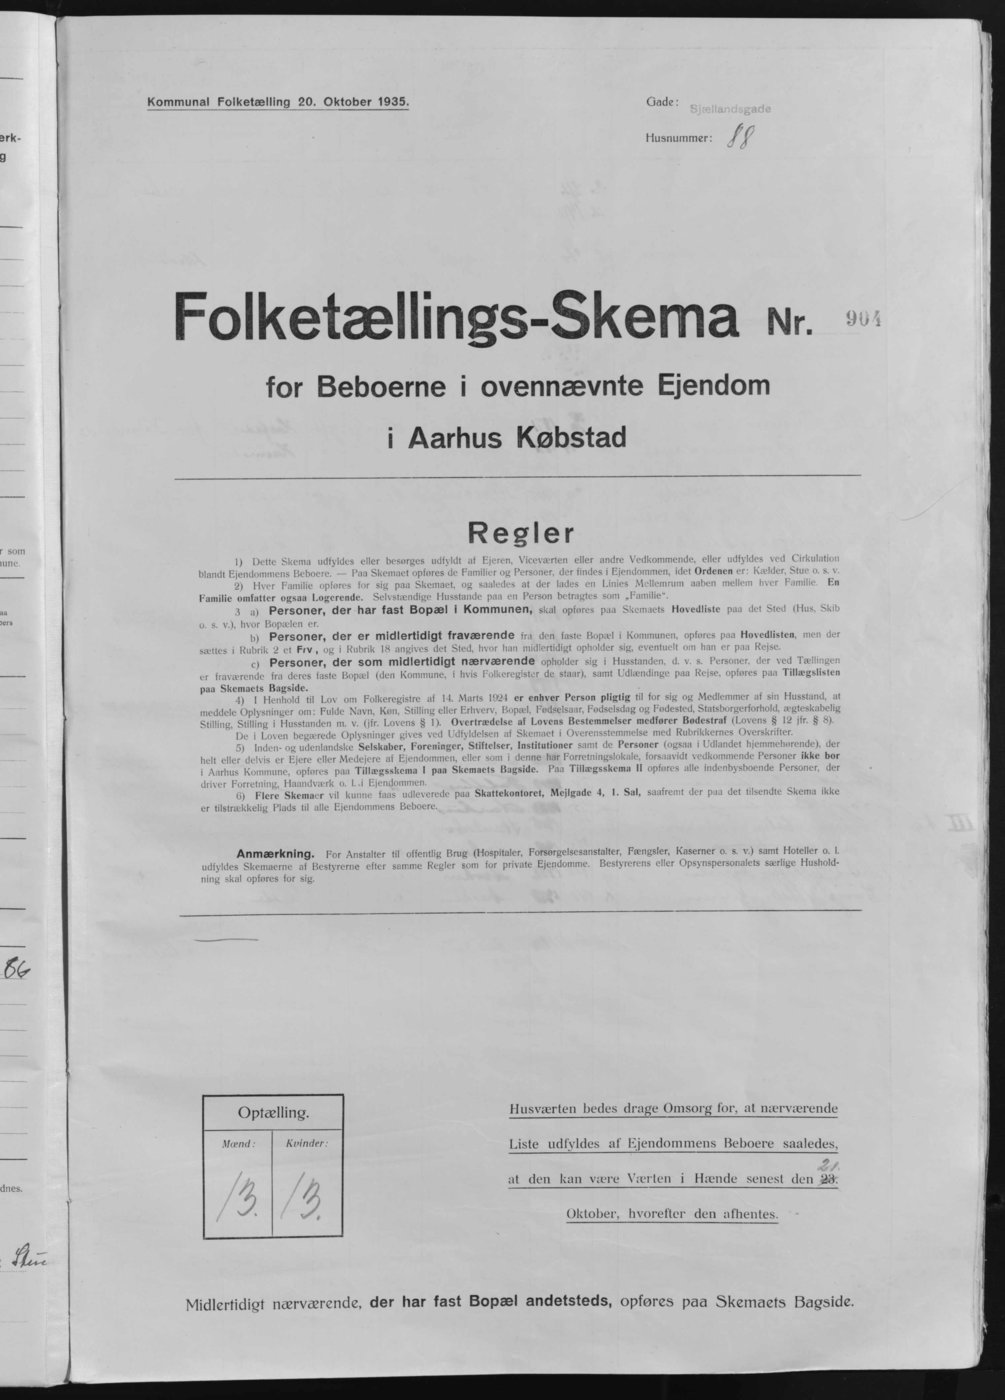 Kommunal Folketælling 20. Oktober 1935.
Gade: Sjællandsgade
Husnummer: 88
Folketællings-Skema Nr. 904
for Beboerne i ovennævnte Ejendom
i Aarhus Købstad
Regler
1) Dette Skema udfyldes eller besørges udfyldt af Ejeren, Viceværten eller andre Vedkommende, eller udfyldes ved Cirkulation
blandt Ejendommens Beboere. — Paa Skemaet opføres de Familier og Personer, der findes i Ejendommen, idet Ordenen er: Kælder, Stue o. s. v.
2) Hver Familie opføres for sig paa Skemaet, og saaledes at der lades en Linies Mellemrum aaben mellem hver Familie. En
Familie omfatter ogsaa Logerende. Selvstændige Husstande paa en Person betragtes som „Familie".
3 a) Personer, der har fast Bopæl i Kommunen, skal opføres paa Skemaets Hovedliste paa det Sted (Hus, Skib
o. s. v.), hvor Bopælen er.
b) Personer, der er midlertidigt fraværende fra den faste Bopæl i Kommunen, opføres paa Hovedlisten, men der
sættes i Rubrik 2 et Frv., og i Rubrik 18 angives det Sted, hvor han midlertidigt opholder sig, eventuelt om han er paa Rejse.
c) Personer, der som midlertidigt nærværende opholder sig i Husstanden, d. v. s. Personer, der ved Tællingen
er fraværende fra deres faste Bopæl (den Kommune, i hvis Folkeregister de staar), samt Udlændinge paa Rejse, opføres paa Tillægslisten
paa Skemaets Bagside.
4) I Henhold til Lov om Folkeregistre af 14. Marts 1924 er enhver Person pligtig til for sig og Medlemmer af sin Husstand, at
meddele Oplysninger om: Fulde Navn, Køn, Stilling eller Erhverv, Bopæl, Fødselsaar, Fødselsdag og Fødested, Statsborgerforhold, ægteskabelig
Stilling, Stilling i Husstanden m. v. (jfr. Lovens § 1). Overtrædelse af Lovens Bestemmelser medfører Bødestraf (Lovens § 12 jfr. § 8).
De i Loven begærede Oplysninger gives ved Udfyldelsen af Skemaet i Overensstemmelse med Rubrikkernes Overskrifter.
5) Inden- og udenlandske Selskaber, Foreninger, Stiftelser, Institutioner samt de Personer (ogsaa i Udlandet hjemmehørende), der
helt eller delvis er Ejere eller Medejere af Ejendommen, eller som i denne har Forretningslokale, forsaavidt vedkommende Personer ikke bor
i Aarhus Kommune, opføres paa Tillægsskema I paa Skemaets Bagside. Paa Tillægsskema II opføres alle indenbysboende Personer, der
driver Forretning, Haandværk o. l. i Ejendommen.
6) Flere Skemaer vil kunne faas udleverede paa Skattekontoret, Mejlgade 4, 1. Sal, saafremt der paa det tilsendte Skema ikke
er tilstrækkelig Plads til alle Ejendommens Beboere.
Anmærkning. For Anstalter til offentlig Brug (Hospitaler, Forsørgelsesanstalter, Fængsler, Kaserner o. s. v.) samt Hoteller o. l.
udfyldes Skemaerne af Bestyrerne efter samme Regler som for private Ejendomme. Bestyrerens eller Opsynspersonalets særlige Hushold-
ning skal opføres for sig.
86
Optælling.
Mænd: Kvinder:
13. 13.
Husværten bedes drage Omsorg for, at nærværende
Liste udfyldes af Ejendommens Beboere saaledes,
at den kan være Værten i Hænde senest den 23. 21.
Oktober, hvorefter den afhentes.
Midlertidigt nærværende, der har fast Bopæl andetsteds, opføres paa Skemaets Bagside.